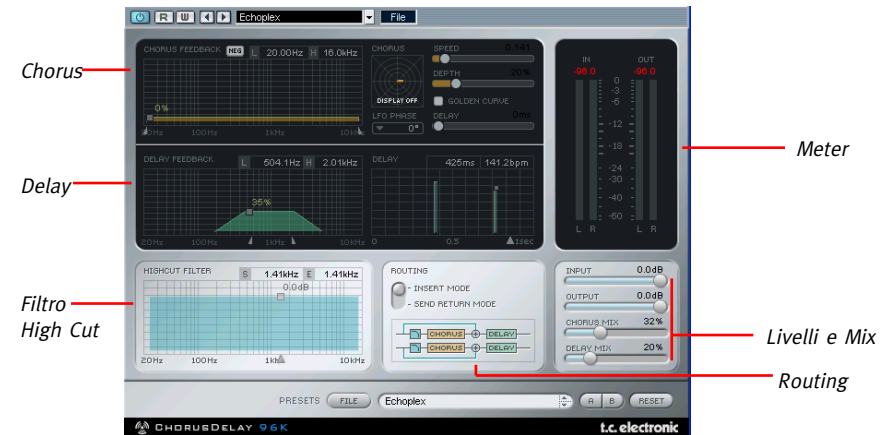 R W Echoplex File
Chorus
CHORUS FEEDBACK NEG L 20.00Hz H 16.0kHz
0%
20Hz 100Hz 1kHz 10kHz
CHORUS
DISPLAY OFF
LFO PHASE
0°
SPEED 0.141
DEPTH 20%
GOLDEN CURVE
DELAY 0ms
IN OUT
-96.0 -96.0
0
-3
-6
-12
-18
-24
-30
-40
-60
L R L R
Meter
Delay
DELAY FEEDBACK L 504.1Hz H 2.01kHz
35%
20Hz 100Hz 1kHz 10kHz
DELAY 425ms 141.2bpm
0 0.5 1sec
Filtro
High Cut
HIGHCUT FILTER S 1.41kHz E 1.41kHz
0.0dB
20Hz 100Hz 1kHz 10kHz
ROUTING
- INSERT MODE
- SEND RETURN MODE
CHORUS DELAY
CHORUS DELAY
INPUT 0.0dB
OUTPUT 0.0dB
CHORUS MIX 32%
DELAY MIX 20%
Livelli e Mix
Routing
PRESETS FILE Echoplex A B RESET
CHORUSDELAY 96K t.c. electronic